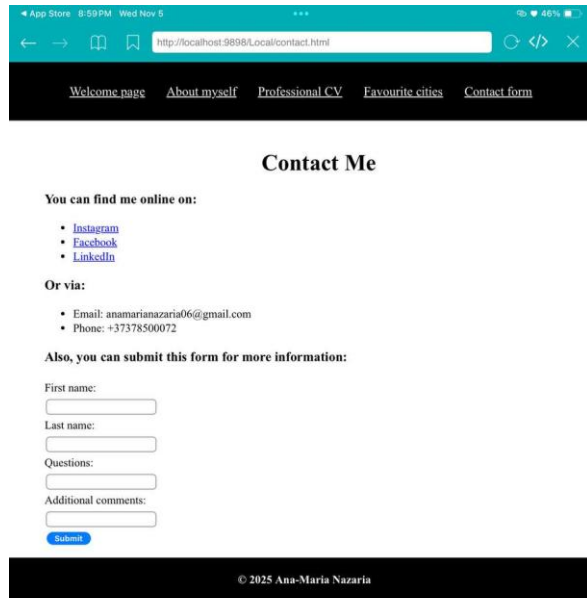 App Store 8:59 PM Wed Nov 5 46%
http://localhost:9898/Local/contact.html
Welcome page About myself Professional CV Favourite cities Contact form
Contact Me
You can find me online on:
Instagram
Facebook
LinkedIn
Or via:
Email: anamarianazaria06@gmail.com
Phone: +37378500072
Also, you can submit this form for more information:
First name:
Last name:
Questions:
Additional comments:
Submit
© 2025 Ana-Maria Nazaria